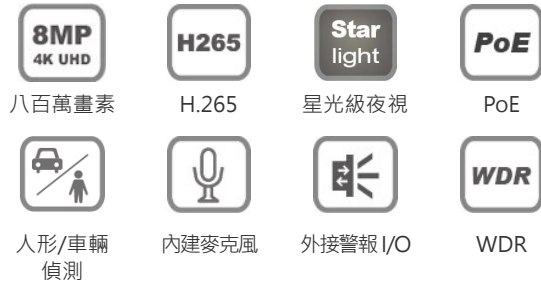 8MP
4K UHD
H265
Star
light
PoE
八百萬畫素
H.265
星光級夜視
PoE
WDR
人形/車輛
偵測
內建麥克風
外接警報 I/O
WDR